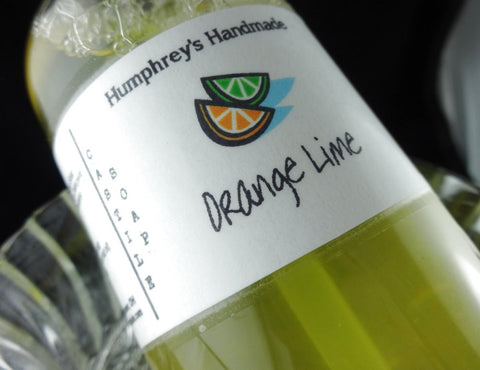 Humphrey's Handmade
Orange Lime
CASTILE
SOAP